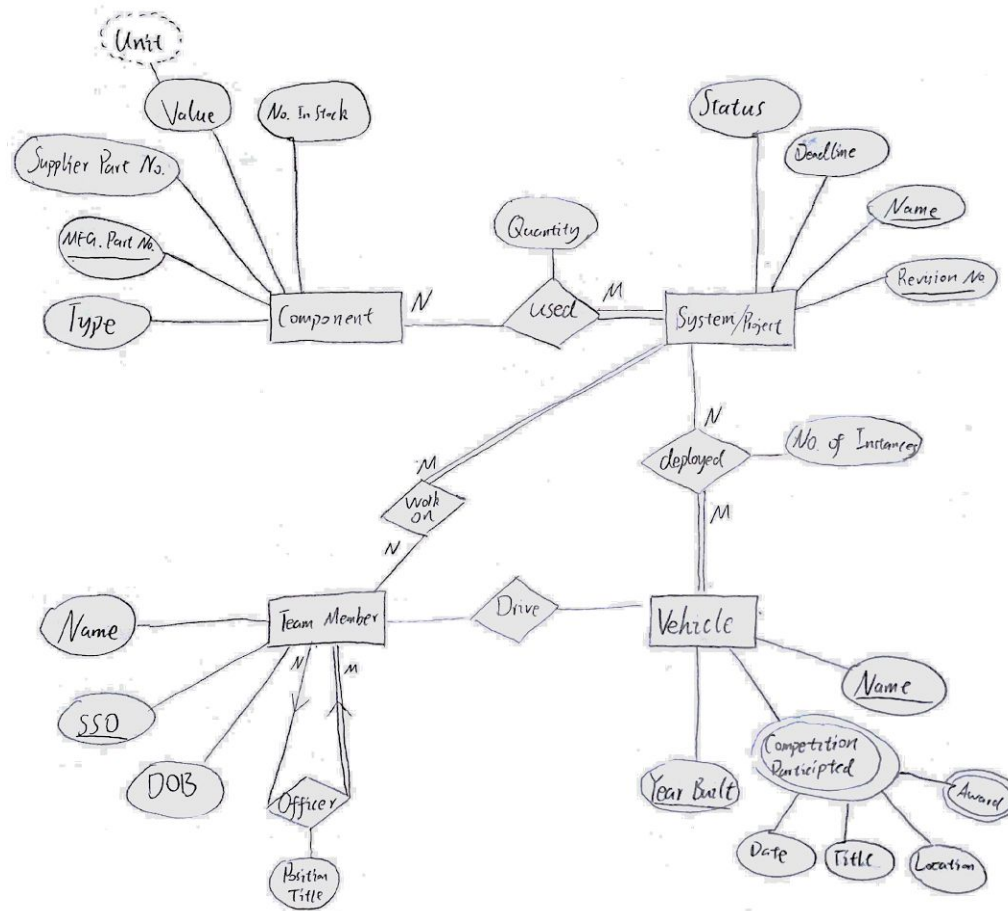 Unit
Value
No. In Stock
Supplier Part No.
MFG. Part No.
Type
Component
N
Quantity
used
M
Status
Deadline
Name
Revision No.
System/Project
M
Work
on
N
N
deployed
No. of Instances
M
Name
SSO
DOB
Team Member
N
M
Officer
Position
Title
Drive
Vehicle
Name
Year Built
Competition
Participted
Award
Date
Title
Location